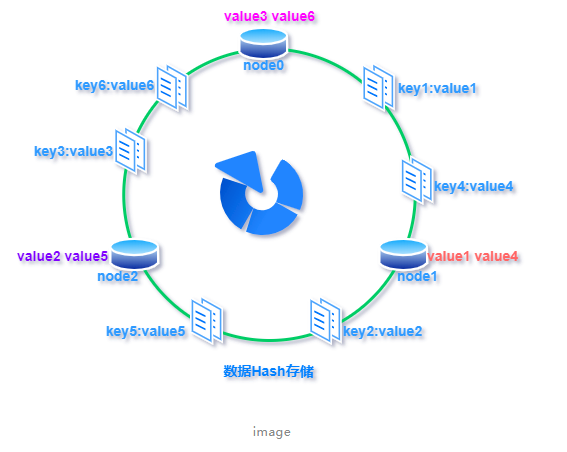 value3 value6
node0
key6:value6
key1:value1
key3:value3
key4:value4
value2 value5
value1 value4
node2
node1
key5:value5
key2:value2
数据Hash存储
image